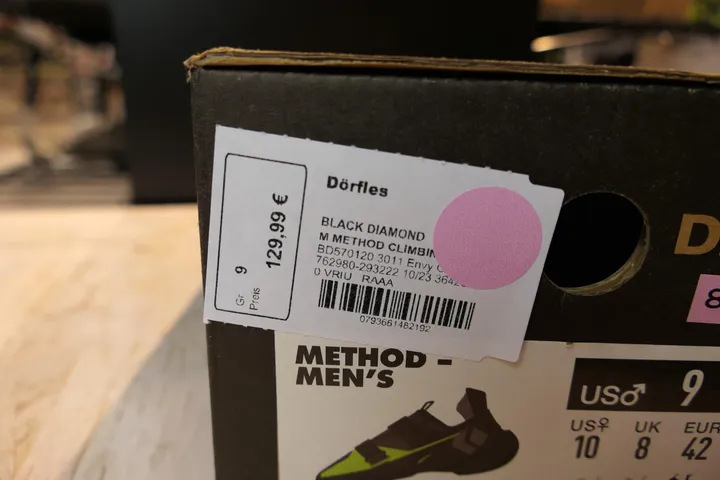 Gr. 9
Preis 129,99 €
Dörfles
BLACK DIAMOND
M METHOD
BD570120 3011 Envy
762980-293222 10/23
0 VRIU RAAA
0793661482192
METHOD -
MEN'S
D
8
US♂ 9
US♀ UK EUR
10 8 42